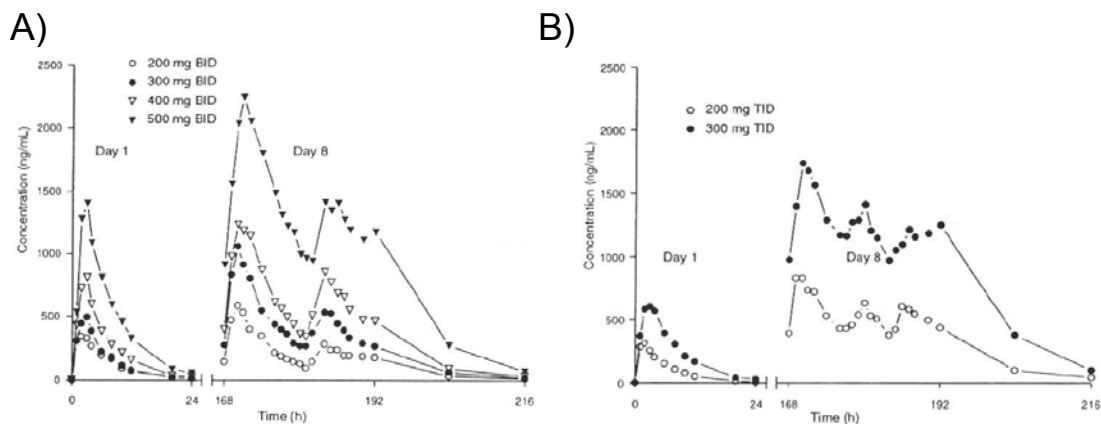 A)
200 mg BID
300 mg BID
400 mg BID
500 mg BID
2500
2000
1500
1000
500
0
Concentration (ng/mL)
Day 1
Day 8
0
24
168
192
216
Time (h)
B)
200 mg TID
300 mg TID
2500
2000
1500
1000
500
0
Concentration (ng/mL)
Day 1
Day 8
0
24
168
192
216
Time (h)